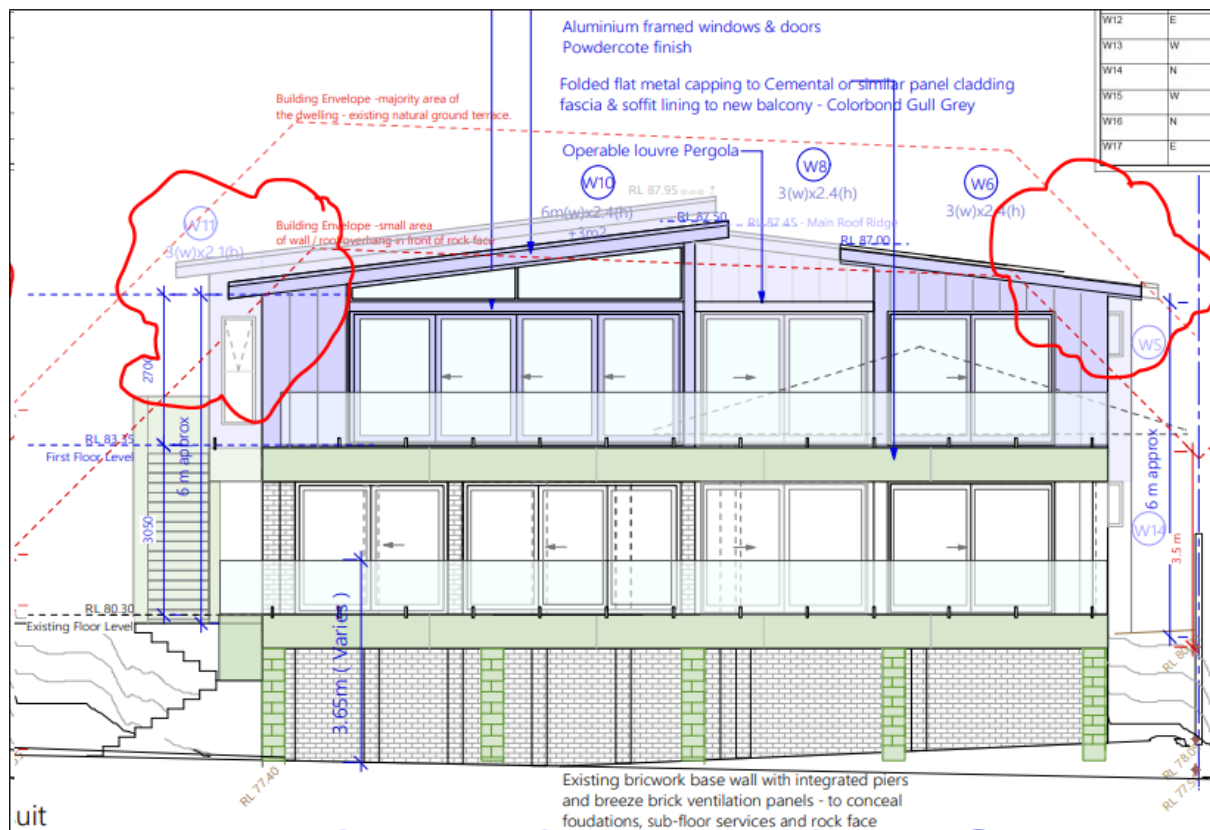 Aluminium framed windows & doors
Powdercote finish
Folded flat metal capping to Cemental or similar panel cladding
fascia & soffit lining to new balcony - Colorbond Gull Grey
W12 E
W13 W
W14 N
W15 W
W16 N
W17 E
Building Envelope -majority area of
the dwelling - existing natural ground terrace.
Operable louvre Pergola
W10
6m(w)x2.4(h)
+3m2
W8
3(w)x2.4(h)
W6
3(w)x2.4(h)
W11
3(w)x2.1(h)
RL 87.95
RL 87.50
RL 87.45 - Main Roof Ridge
RL 87.00
Building Envelope -small area
of wall / roof overhang in front of rock face
W5
2700
6 m approx
RL 83.35
First Floor Level
3050
6 m approx
W14
3.5 m
RL 80.30
Existing Floor Level
3.65m ( Varies )
RL 77.40
Existing bricwork base wall with integrated piers
and breeze brick ventilation panels - to conceal
foudations, sub-floor services and rock face
uit